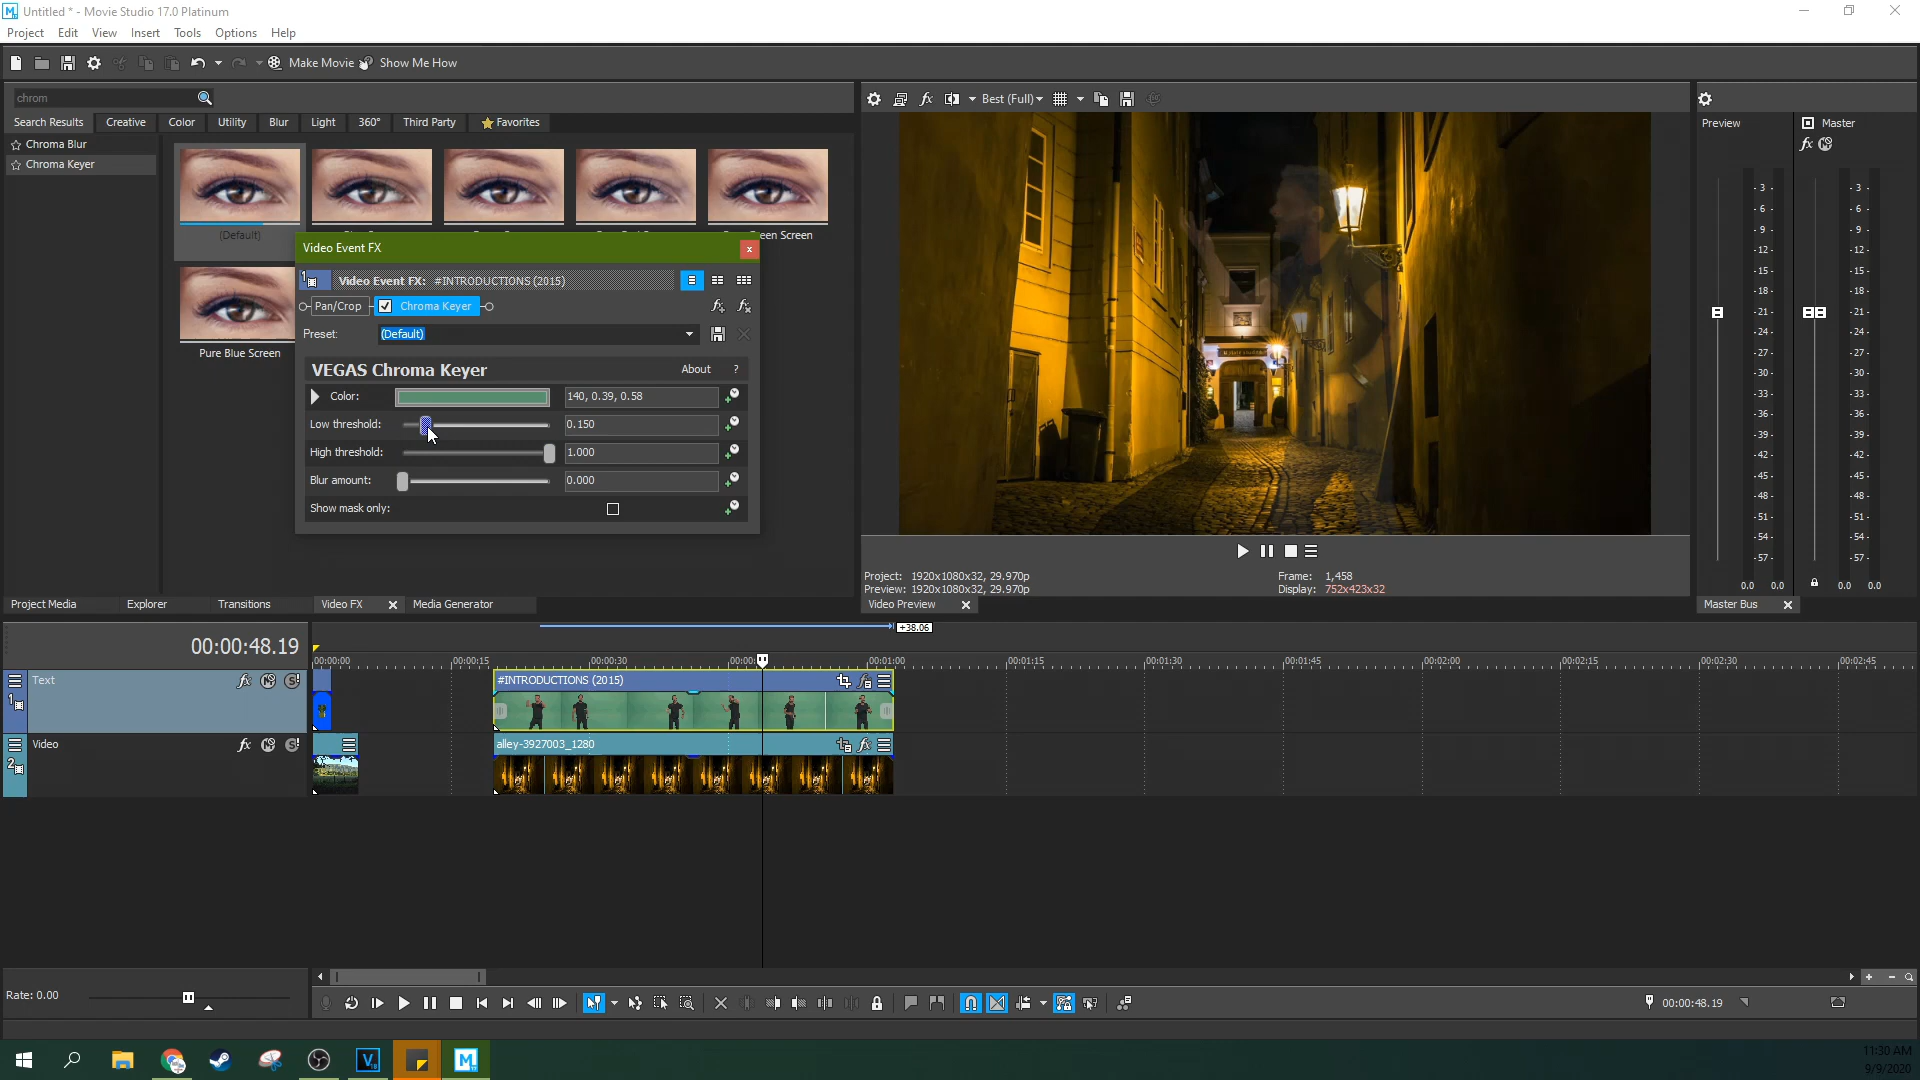 Untitled * - Movie Studio 17.0 Platinum
Project Edit View Insert Tools Options Help
Make Movie Show Me How
chrom
Search Results Creative Color Utility Blur Light 360° Third Party Favorites
Chroma Blur
Chroma Keyer
(Default)
een Screen
Pure Blue Screen
Video Event FX
Video Event FX: #INTRODUCTIONS (2015)
Pan/Crop Chroma Keyer
Preset: (Default)
VEGAS Chroma Keyer About ?
Color: 140, 0.39, 0.58
Low threshold: 0.150
High threshold: 1.000
Blur amount: 0.000
Show mask only:
Project Media Explorer Transitions Video FX Media Generator
Best (Full)
Project: 1920x1080x32, 29.970p
Preview: 1920x1080x32, 29.970p
Frame: 1,458
Display: 752x423x32
Video Preview
Preview Master
-3- -3-
-6- -6-
-9- -9-
-12- -12-
-15- -15-
-18- -18-
-21- -21-
-24- -24-
-27- -27-
-30- -30-
-33- -33-
-36- -36-
-39- -39-
-42- -42-
-45- -45-
-48- -48-
-51- -51-
-54- -54-
-57- -57-
0.0 0.0 0.0 0.0
Master Bus
00:00:48.19
+38.06
00:00:00 00:00:15 00:00:30 00:00: 00:01:00 00:01:15 00:01:30 00:01:45 00:02:00 00:02:15 00:02:30 00:02:45
1 Text
#INTRODUCTIONS (2015)
2 Video
alley-3927003_1280
Rate: 0.00
00:00:48.19
11:30 AM
9/9/2020